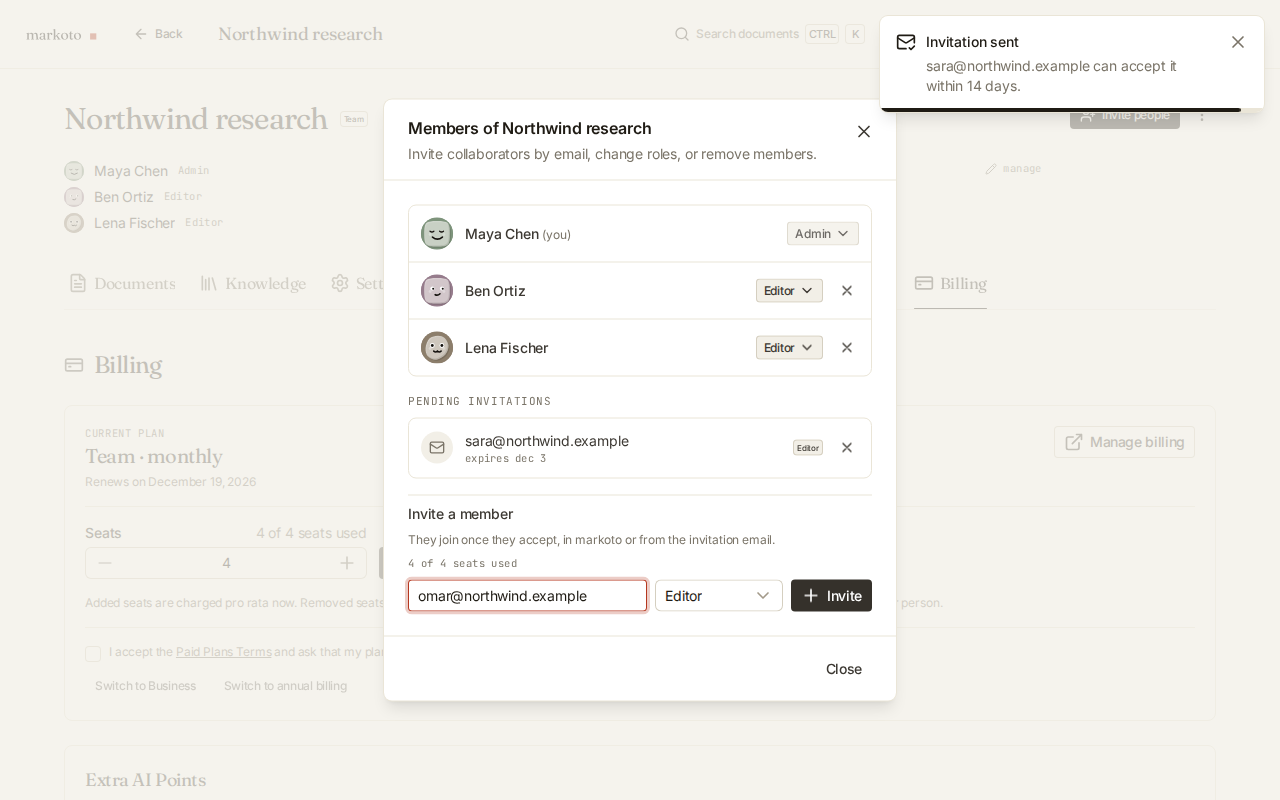 markoto
Back
Northwind research
Search documents CTRL K
Invitation sent
sara@northwind.example can accept it
within 14 days.
Northwind research Team
Invite people
Maya Chen Admin
Ben Ortiz Editor
Lena Fischer Editor
manage
Documents
Knowledge
Sett
Billing
Billing
CURRENT PLAN
Team · monthly
Renews on December 19, 2026
Manage billing
Seats
4 of 4 seats used
4
Added seats are charged pro rata now. Removed seats
person.
I accept the Paid Plans Terms and ask that my plan
Switch to Business
Switch to annual billing
Extra AI Points
Members of Northwind research
Invite collaborators by email, change roles, or remove members.
Maya Chen (you)
Admin
Ben Ortiz
Editor
Lena Fischer
Editor
PENDING INVITATIONS
sara@northwind.example
expires dec 3
Editor
Invite a member
They join once they accept, in markoto or from the invitation email.
4 of 4 seats used
omar@northwind.example
Editor
Invite
Close